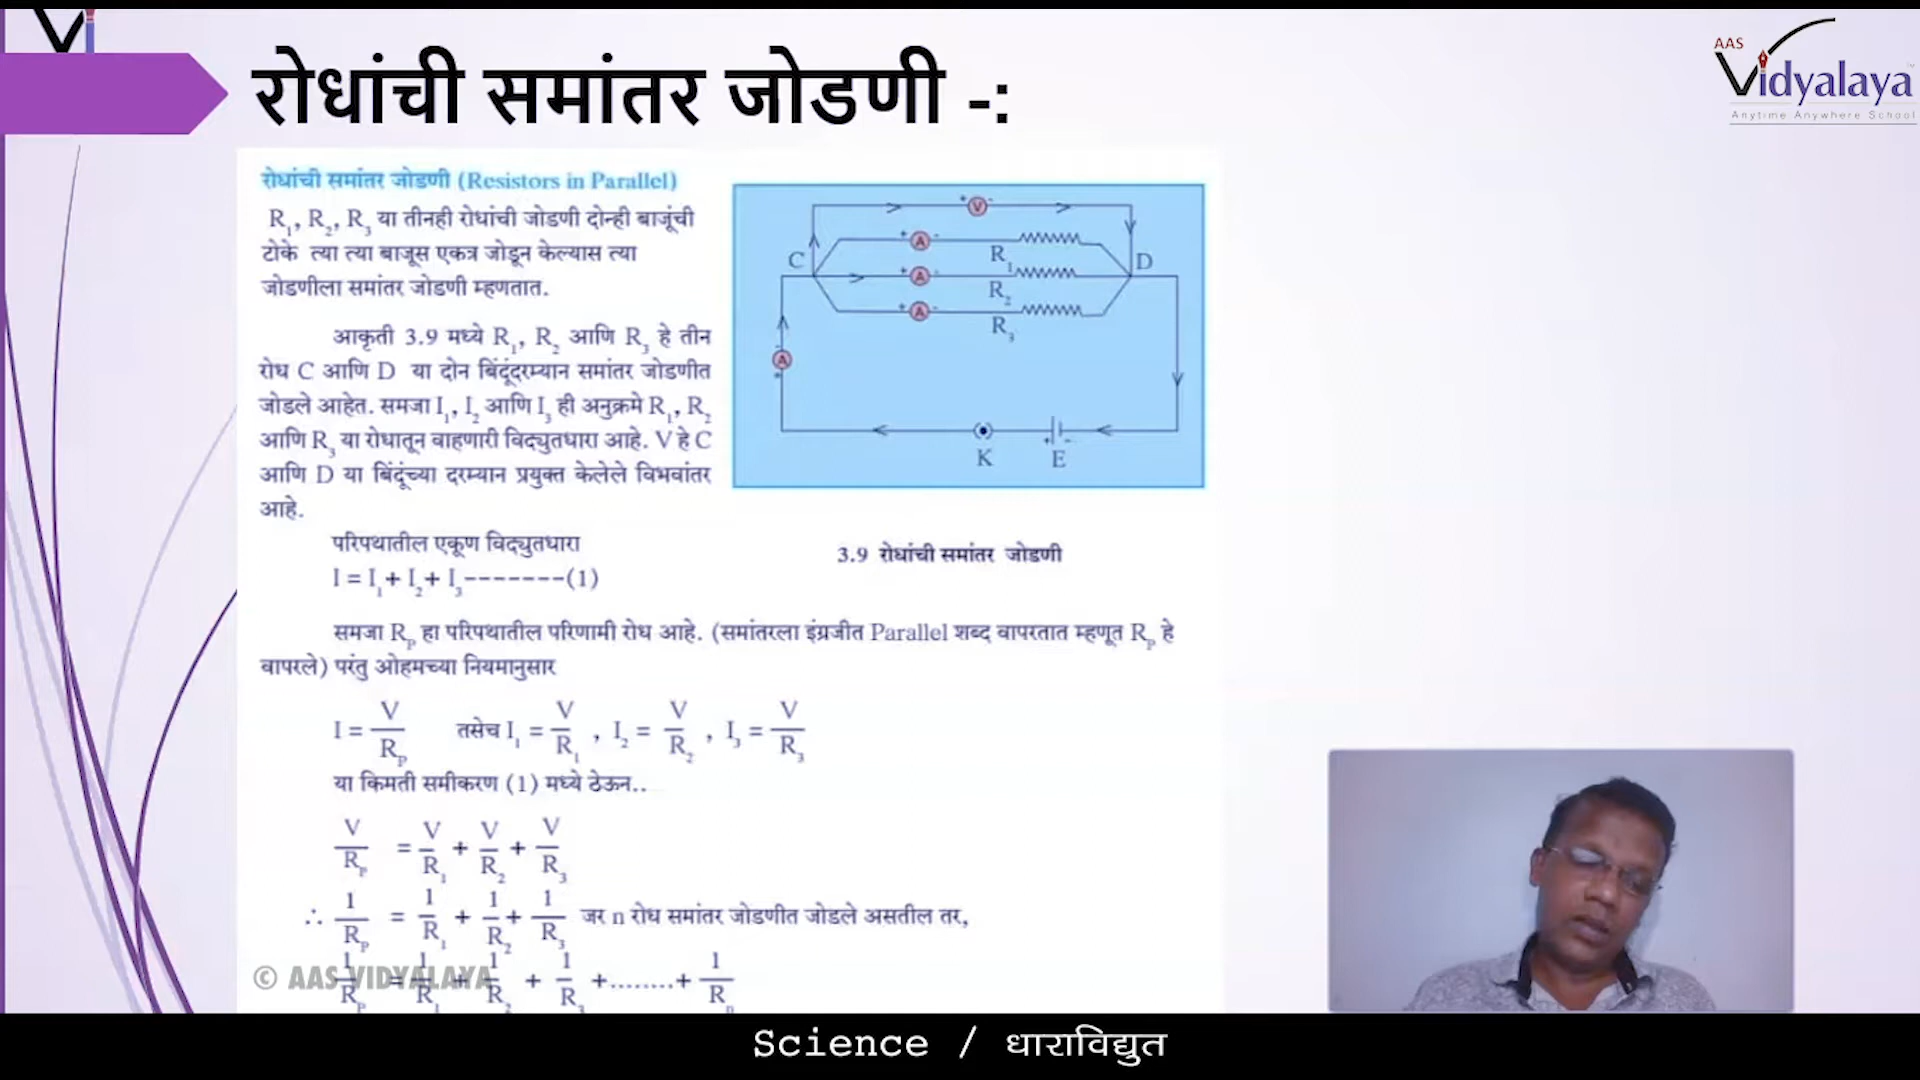 रोधांची समांतर जोडणी -:
AAS
Vidyalaya
Anytime Anywhere School
रोधांची समांतर जोडणी (Resistors in Parallel)
R₁, R₂, R₃ या तीनही रोधांची जोडणी दोन्ही बाजूंची
टोके त्या त्या बाजूस एकत्र जोडून केल्यास त्या
जोडणीला समांतर जोडणी म्हणतात.
आकृती 3.9 मध्ये R₁, R₂ आणि R₃ हे तीन
रोध C आणि D या दोन बिंदूंदरम्यान समांतर जोडणीत
जोडले आहेत. समजा I₁, I₂ आणि I₃ ही अनुक्रमे R₁, R₂
आणि R₃ या रोधातून वाहणारी विद्युतधारा आहे. V हे C
आणि D या बिंदूंच्या दरम्यान प्रयुक्त केलेले विभवांतर
आहे.
परिपथातील एकूण विद्युतधारा
I = I₁ + I₂ + I₃ -------(1)
+ V -
+ A - R₁
C + A - R₂ D
+ A - R₃
- A +
K E + -
3.9 रोधांची समांतर जोडणी
समजा Rₚ हा परिपथातील परिणामी रोध आहे. (समांतरला इंग्रजीत Parallel शब्द वापरतात म्हणून Rₚ हे
वापरले) परंतु ओहमच्या नियमानुसार
I = V/Rₚ तसेच I₁ = V/R₁ , I₂ = V/R₂ , I₃ = V/R₃
या किमती समीकरण (1) मध्ये ठेऊन..
V/Rₚ = V/R₁ + V/R₂ + V/R₃
∴ 1/Rₚ = 1/R₁ + 1/R₂ + 1/R₃ जर n रोध समांतर जोडणीत जोडले असतील तर,
1/Rₚ = 1/R₁ + 1/R₂ + 1/R₃ +........+ 1/Rₙ
© AAS VIDYALAYA
Science / धाराविद्युत